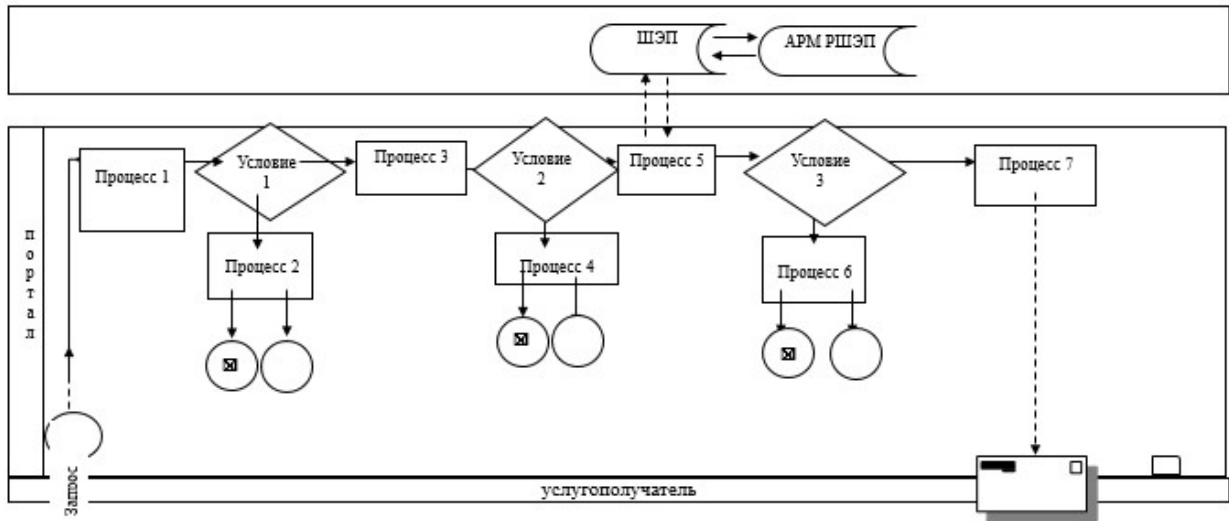 ШЭП
АРМ РШЭП
портал
Процесс 1
Условие
1
Процесс 3
Условие
2
Процесс 5
Условие
3
Процесс 7
Процесс 2
Процесс 4
Процесс 6
Запрос
услугополучатель